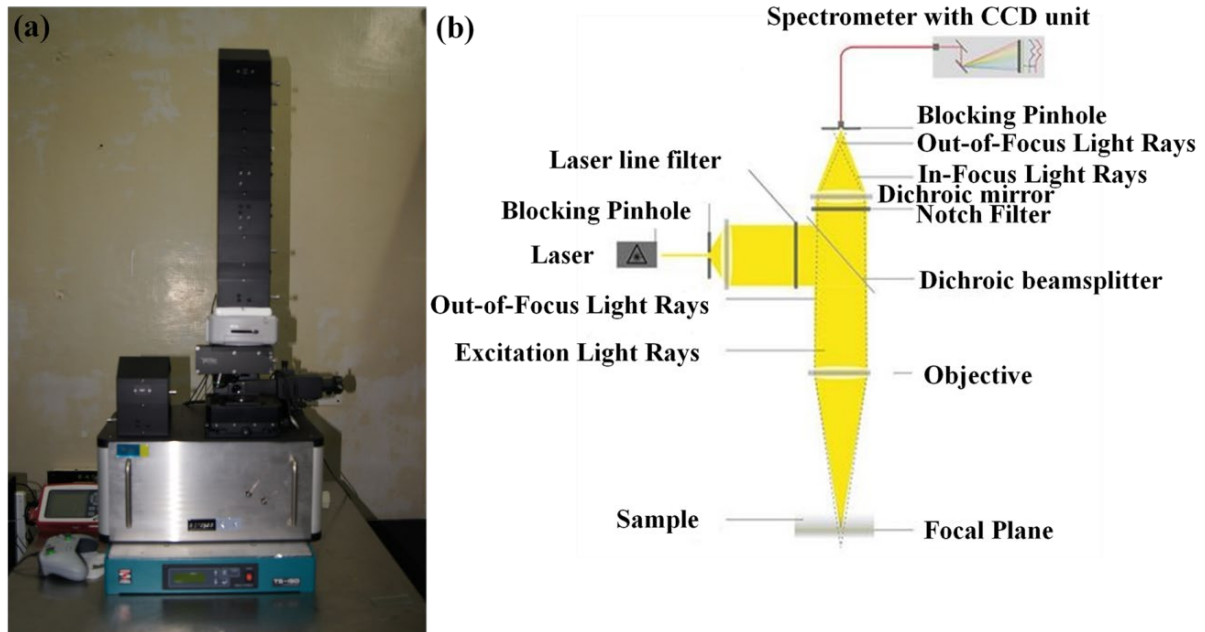 (a)
TS-150
(b)
Spectrometer with CCD unit
Blocking Pinhole
Out-of-Focus Light Rays
In-Focus Light Rays
Dichroic mirror
Notch Filter
Laser line filter
Blocking Pinhole
Laser
Dichroic beamsplitter
Out-of-Focus Light Rays
Excitation Light Rays
Objective
Sample
Focal Plane